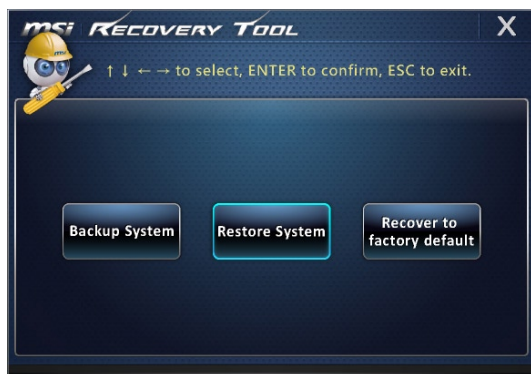 msi RECOVERY TOOL X
↑ ↓ ← → to select, ENTER to confirm, ESC to exit.
Backup System
Restore System
Recover to
factory default